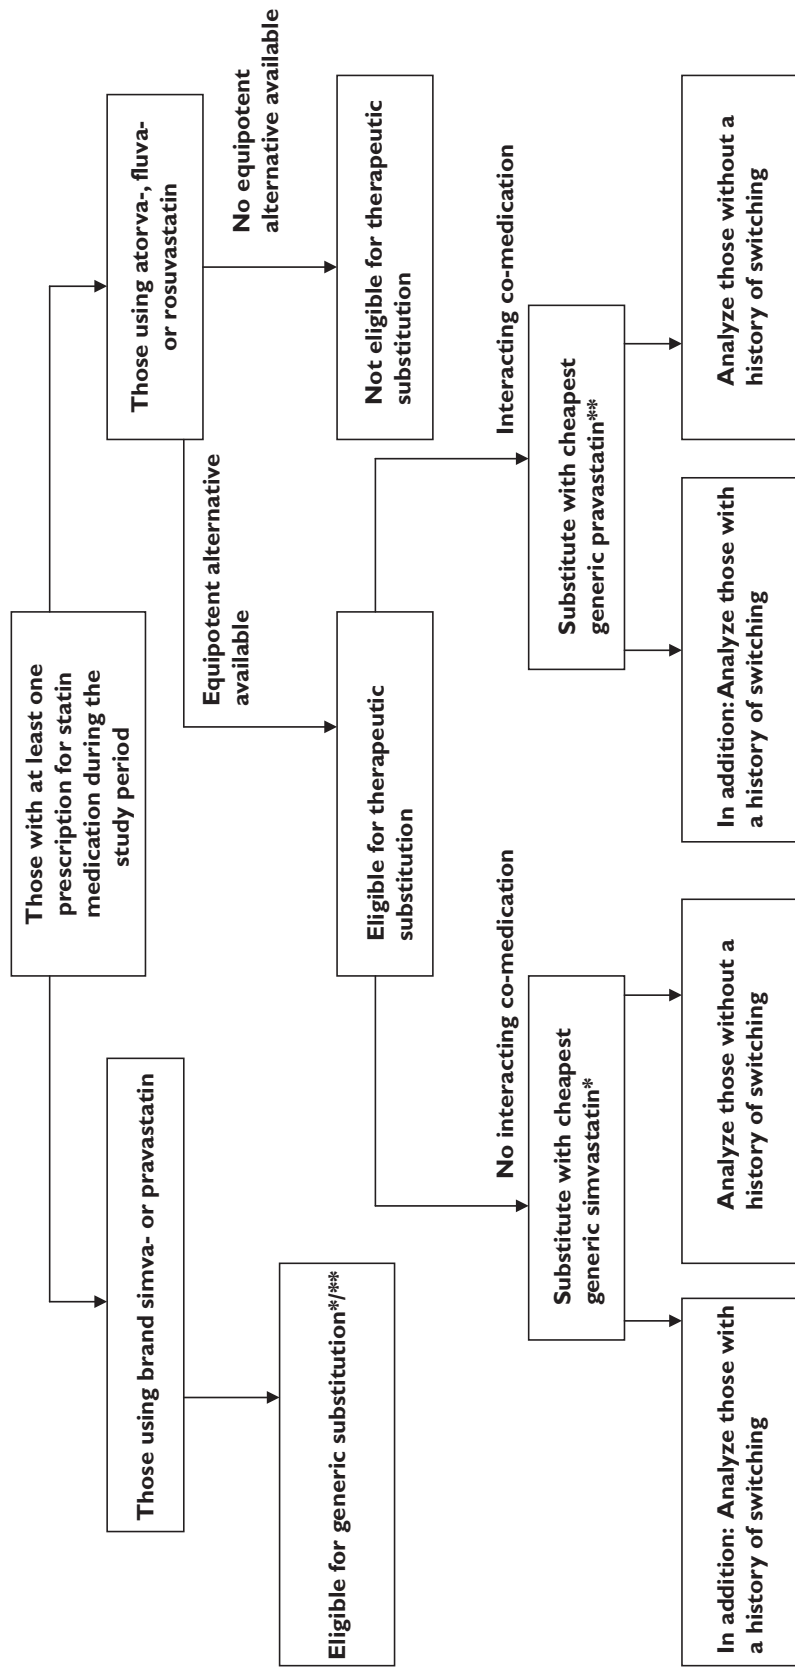 Those with at least one
prescription for statin
medication during the
study period
Those using brand simva- or pravastatin
Those using atorva-, fluva-
or rosuvastatin
Eligible for generic substitution*/**
Equipotent alternative
available
No equipotent
alternative available
Eligible for therapeutic
substitution
Not eligible for therapeutic
substitution
No interacting co-medication
Interacting co-medication
Substitute with cheapest
generic simvastatin*
Substitute with cheapest
generic pravastatin**
In addition: Analyze those with
a history of switching
Analyze those without a
history of switching
In addition: Analyze those with
a history of switching
Analyze those without a
history of switching